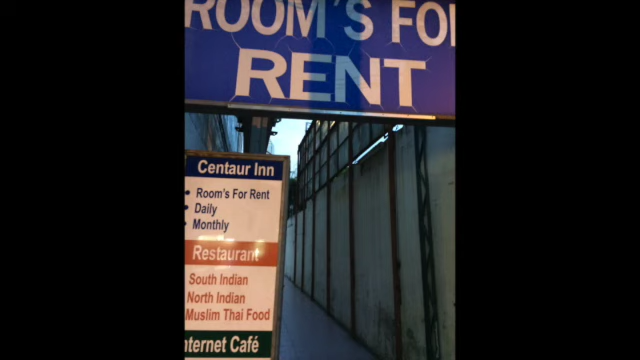 ROOM'S FO
RENT
Centaur Inn
• Room's For Rent
• Daily
• Monthly
Restaurant
South Indian
North Indian
Muslim Thai Food
nternet Café